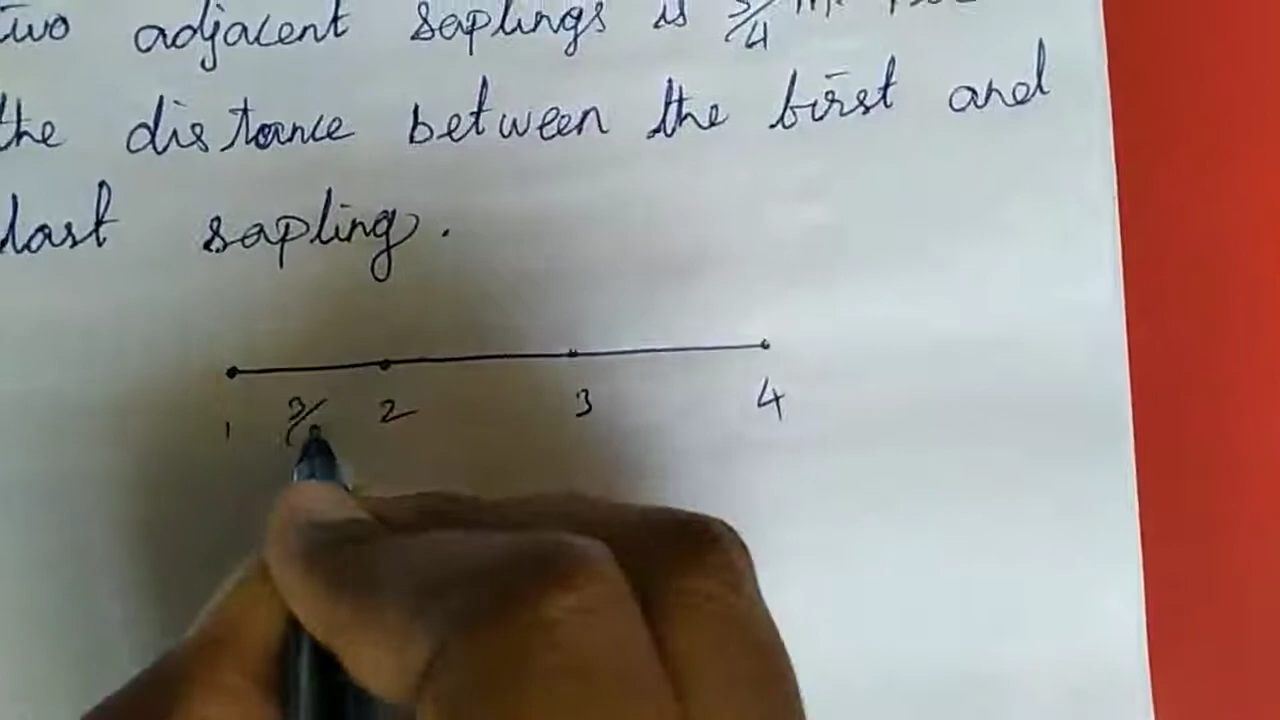 two adjacent saplings is 3/4 m.
the distance between the first and
last sapling.
1 3/ 2 3 4